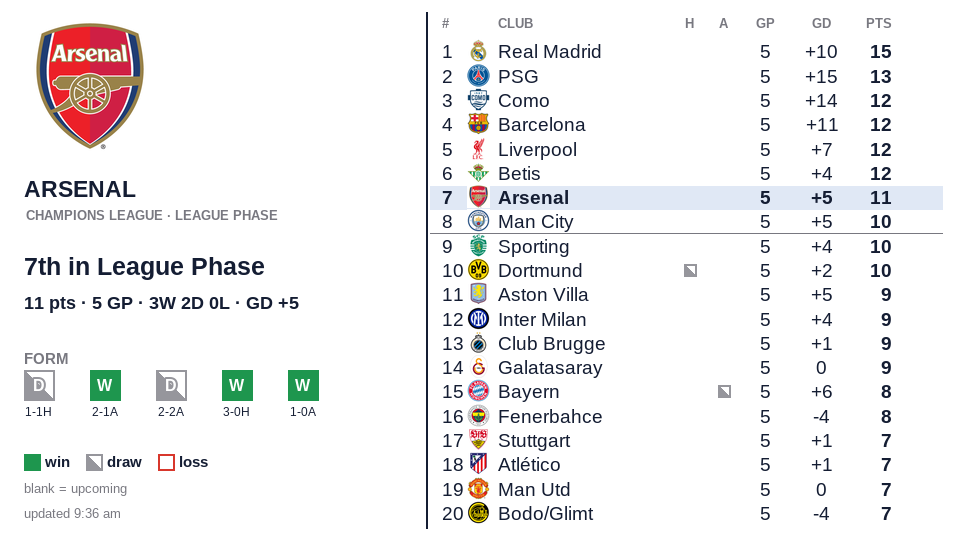 Arsenal
®
ARSENAL
CHAMPIONS LEAGUE · LEAGUE PHASE
7th in League Phase
11 pts · 5 GP · 3W 2D 0L · GD +5
FORM
D W D W W
1-1H 2-1A 2-2A 3-0H 1-0A
win draw loss
blank = upcoming
updated 9:36 am
# CLUB H A GP GD PTS
1 Real Madrid 5 +10 15
2 PSG 5 +15 13
3 Como 5 +14 12
4 Barcelona 5 +11 12
5 Liverpool 5 +7 12
6 Betis 5 +4 12
7 Arsenal 5 +5 11
8 Man City 5 +5 10
9 Sporting 5 +4 10
10 Dortmund 5 +2 10
11 Aston Villa 5 +5 9
12 Inter Milan 5 +4 9
13 Club Brugge 5 +1 9
14 Galatasaray 5 0 9
15 Bayern 5 +6 8
16 Fenerbahce 5 -4 8
17 Stuttgart 5 +1 7
18 Atlético 5 +1 7
19 Man Utd 5 0 7
20 Bodo/Glimt 5 -4 7